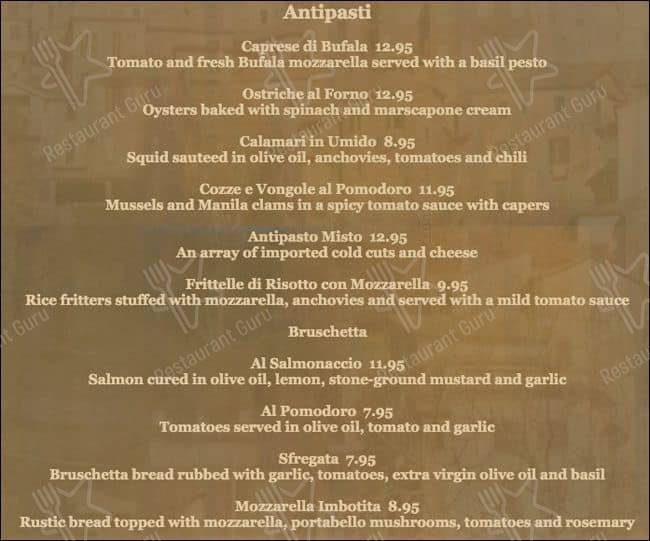 Antipasti
Caprese di Bufala 12.95
Tomato and fresh Bufala mozzarella served with a basil pesto
Ostriche al Forno 12.95
Oysters baked with spinach and marscapone cream
Calamari in Umido 8.95
Squid sauteed in olive oil, anchovies, tomatoes and chili
Cozze e Vongole al Pomodoro 11.95
Mussels and Manila clams in a spicy tomato sauce with capers
Antipasto Misto 12.95
An array of imported cold cuts and cheese
Frittelle di Risotto con Mozzarella 9.95
Rice fritters stuffed with mozzarella, anchovies and served with a mild tomato sauce
Bruschetta
Al Salmonaccio 11.95
Salmon cured in olive oil, lemon, stone-ground mustard and garlic
Al Pomodoro 7.95
Tomatoes served in olive oil, tomato and garlic
Sfregata 7.95
Bruschetta bread rubbed with garlic, tomatoes, extra virgin olive oil and basil
Mozzarella Imbotita 8.95
Rustic bread topped with mozzarella, portabello mushrooms, tomatoes and rosemary
Restaurant Guru
Restaurant Guru
Restaurant Guru
Restaurant Guru
Restaurant Guru